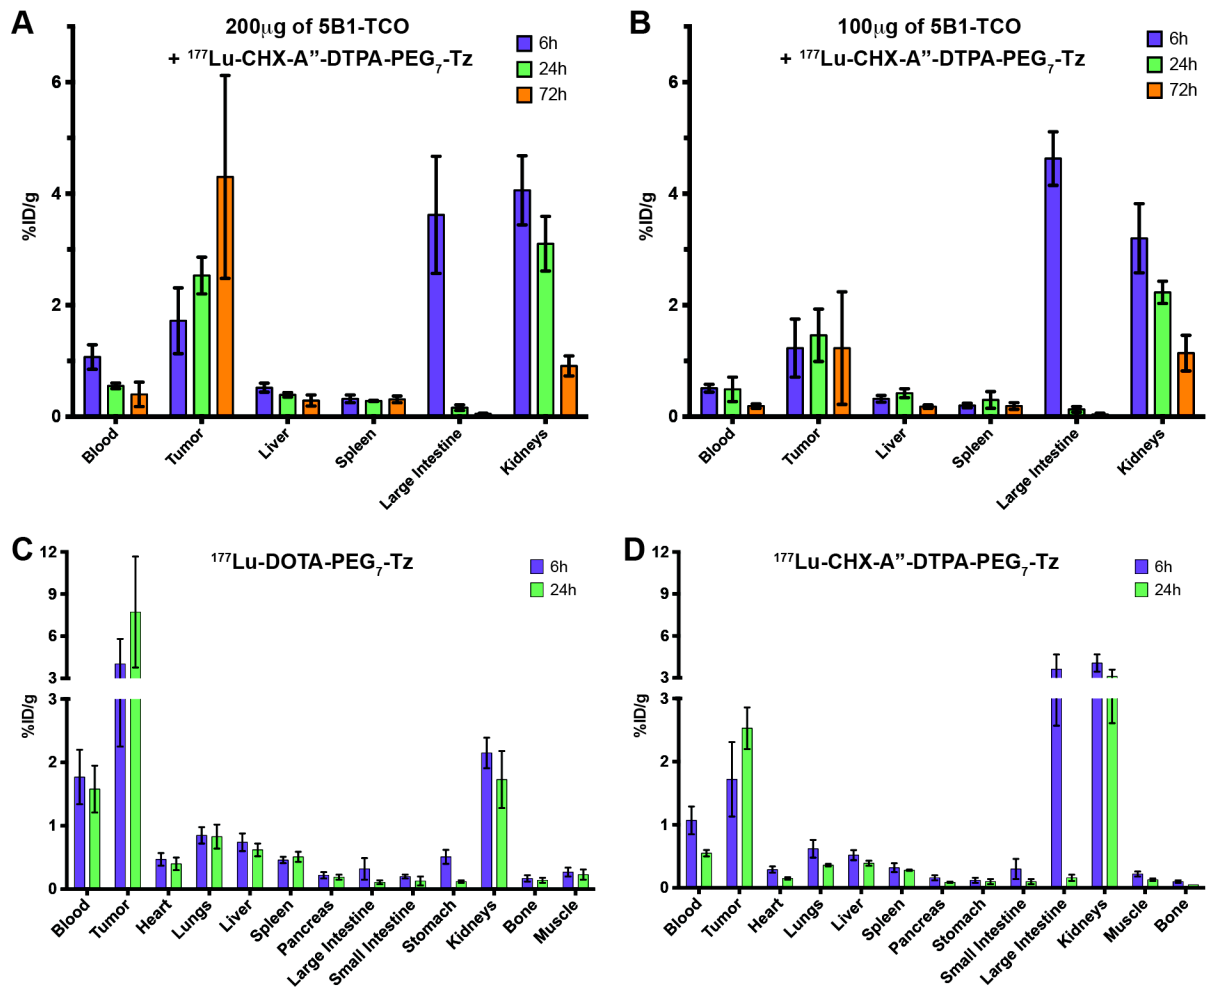 A
200µg of 5B1-TCO
+ ¹⁷⁷Lu-CHX-A”-DTPA-PEG₇-Tz
6h
24h
72h
%ID/g
6
4
2
0
Blood
Tumor
Liver
Spleen
Large Intestine
Kidneys
B
100µg of 5B1-TCO
+ ¹⁷⁷Lu-CHX-A”-DTPA-PEG₇-Tz
6h
24h
72h
%ID/g
6
4
2
0
Blood
Tumor
Liver
Spleen
Large Intestine
Kidneys
C
¹⁷⁷Lu-DOTA-PEG₇-Tz
6h
24h
%ID/g
12
9
6
3
3
2
1
0
Blood
Tumor
Heart
Lungs
Liver
Spleen
Pancreas
Large Intestine
Small Intestine
Stomach
Kidneys
Bone
Muscle
D
¹⁷⁷Lu-CHX-A”-DTPA-PEG₇-Tz
6h
24h
%ID/g
12
9
6
3
3
2
1
0
Blood
Tumor
Heart
Lungs
Liver
Spleen
Pancreas
Stomach
Small Intestine
Large Intestine
Kidneys
Muscle
Bone